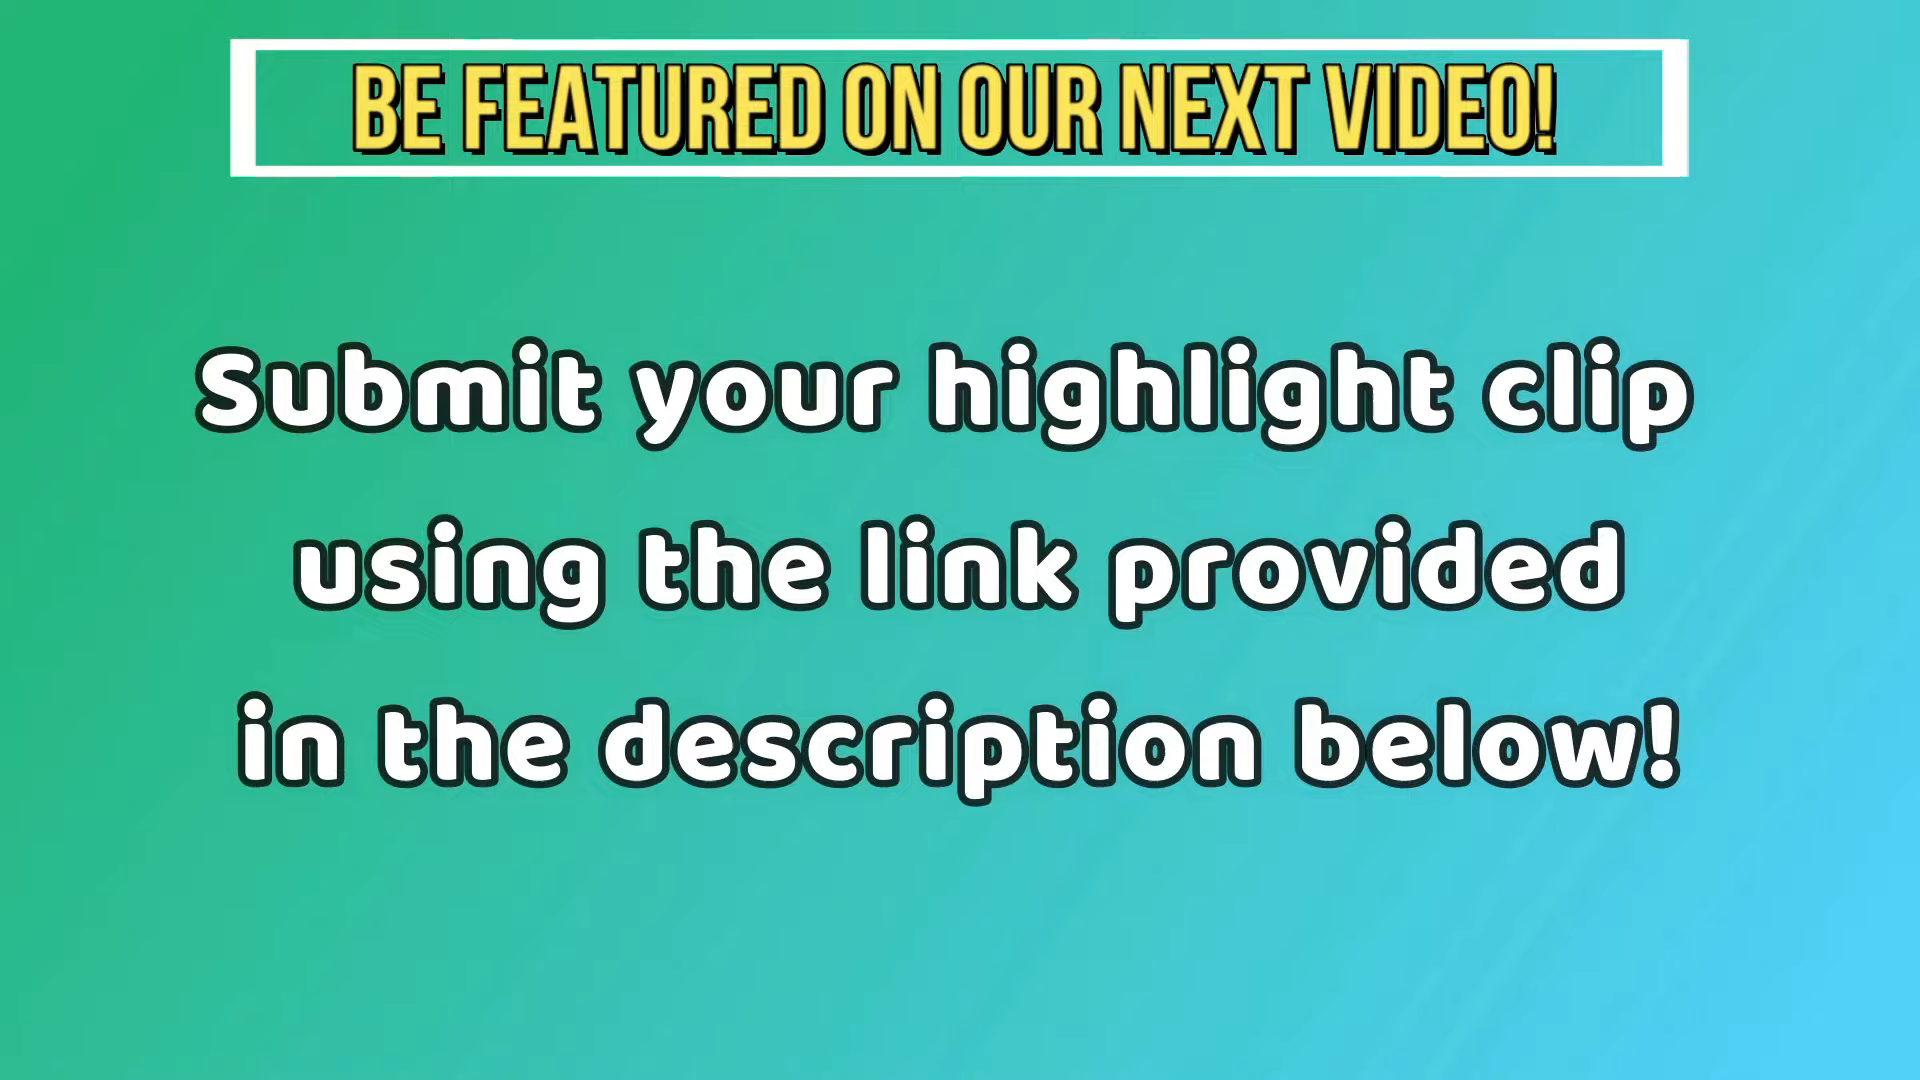 BE FEATURED ON OUR NEXT VIDEO!
Submit your highlight clip
using the link provided
in the description below!